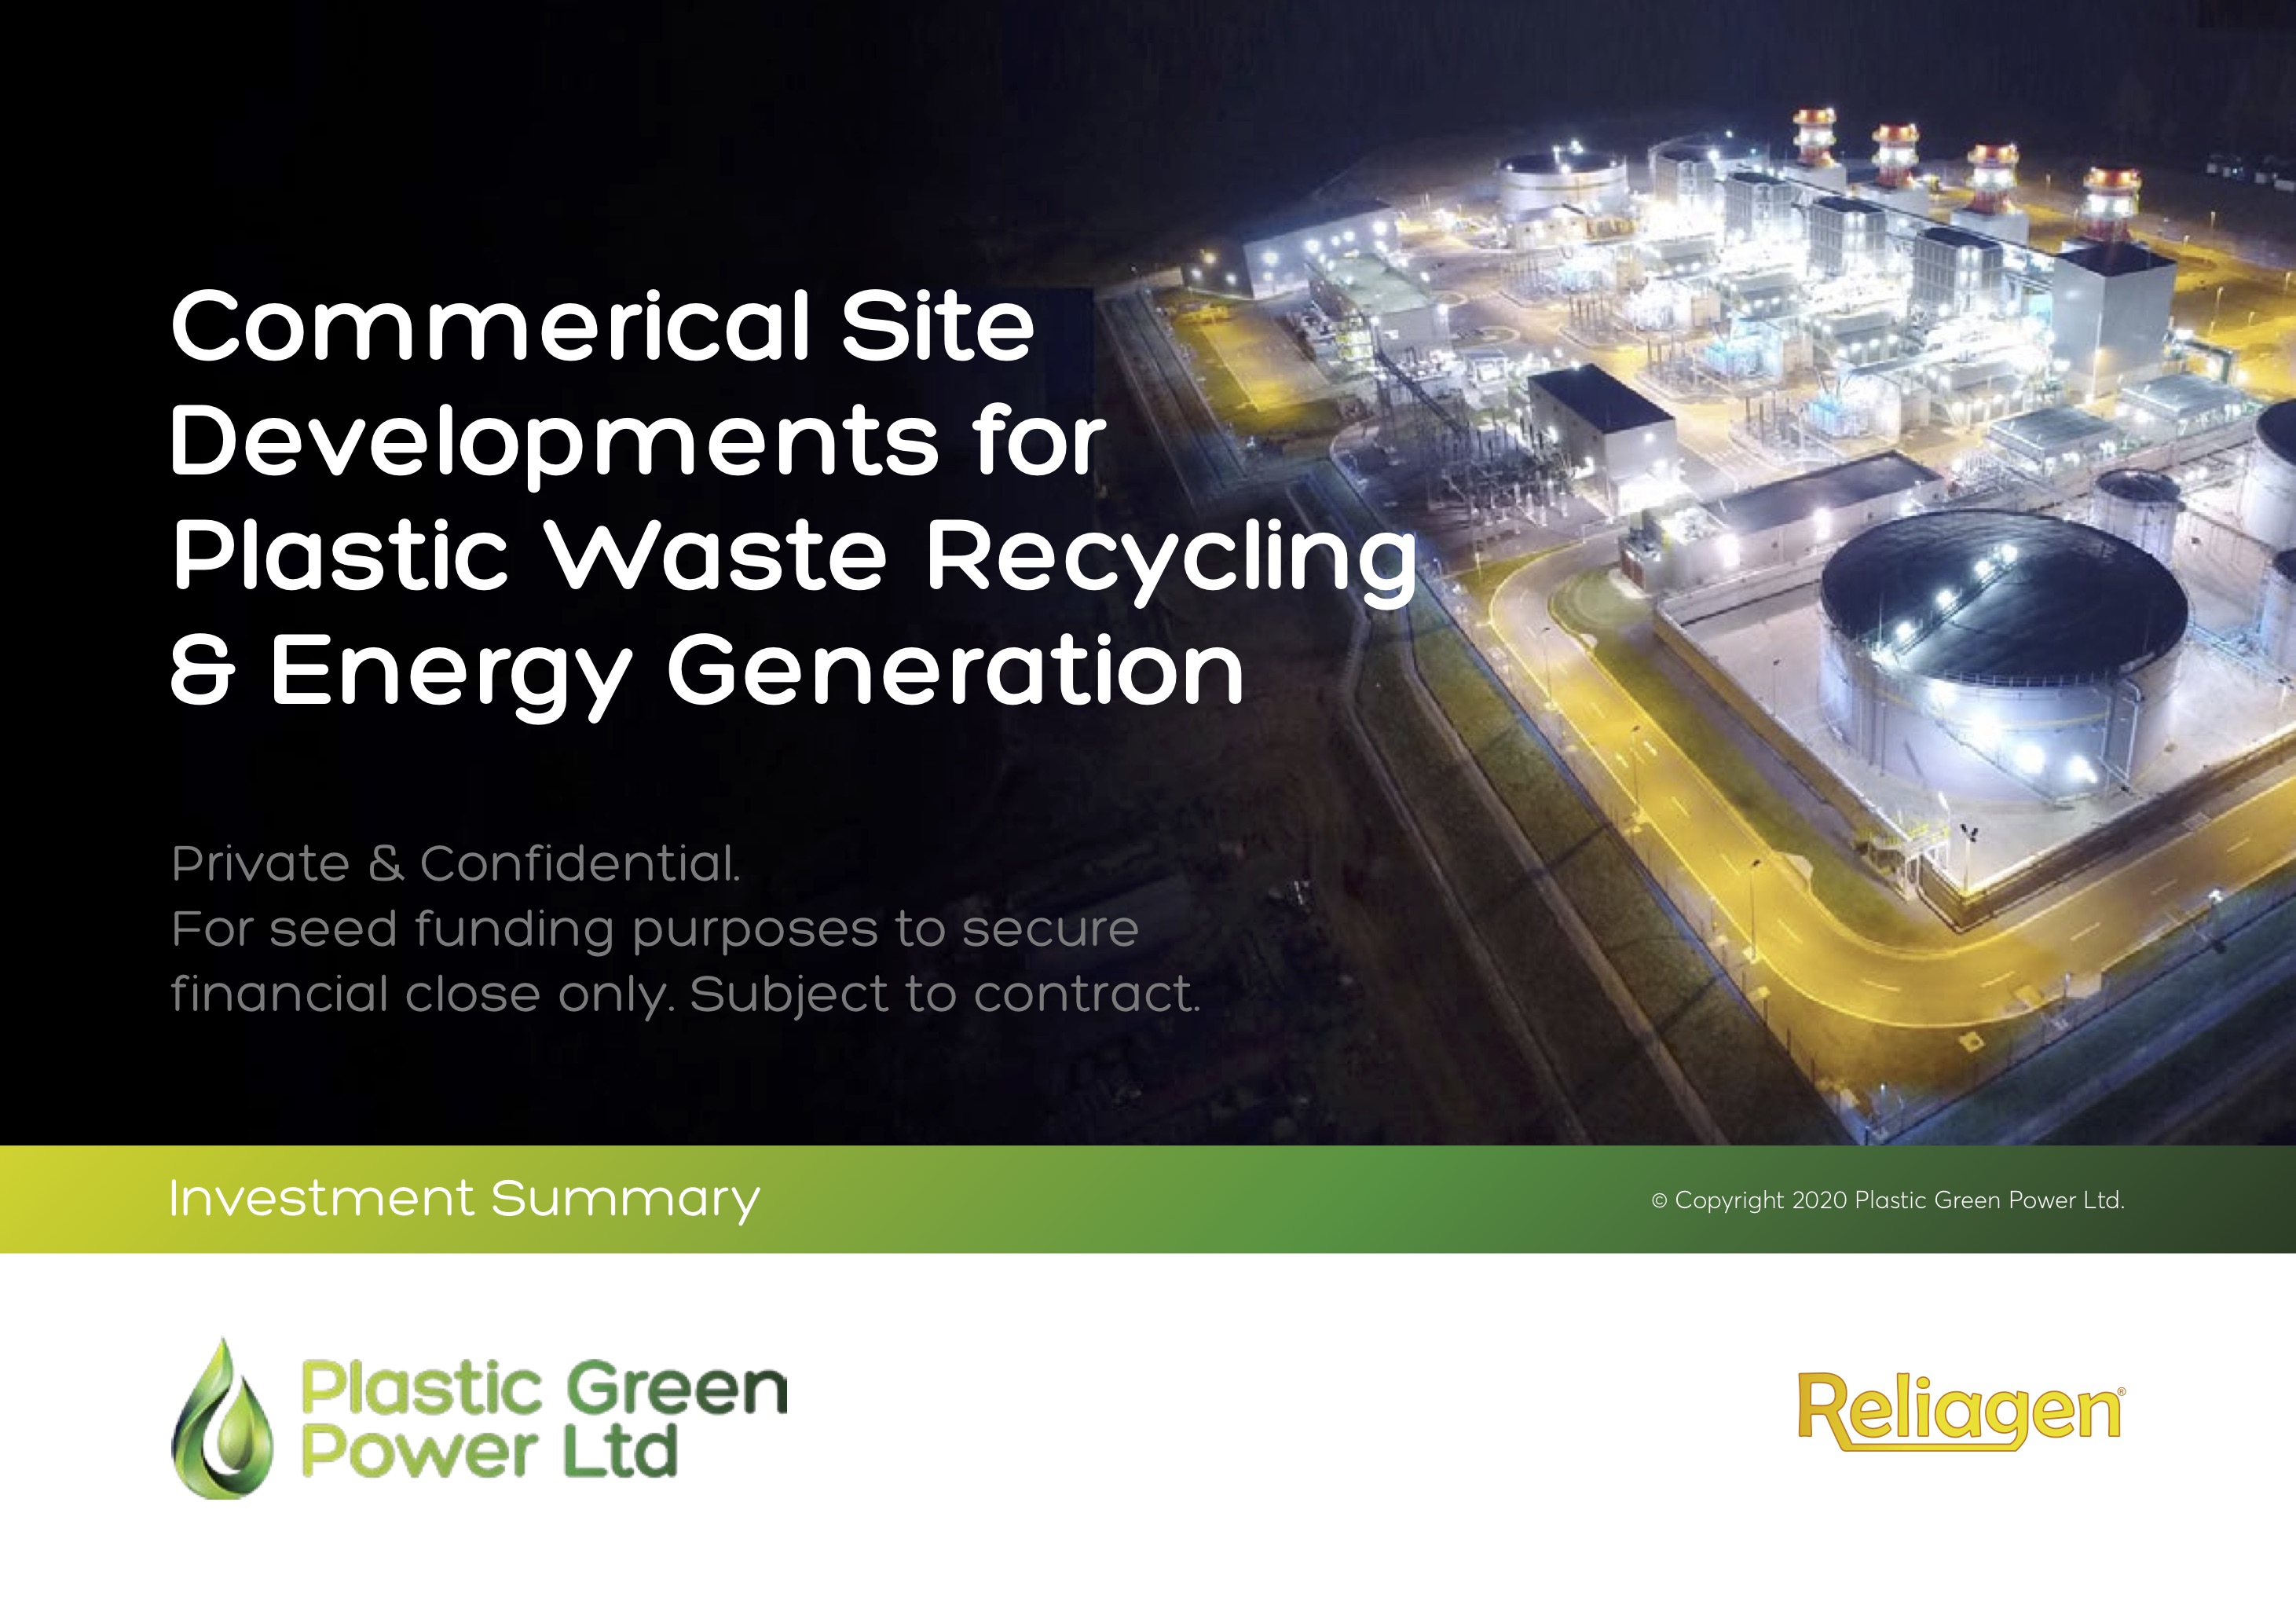 Commerical Site
Developments for
Plastic Waste Recycling
& Energy Generation
Private & Confidential.
For seed funding purposes to secure
financial close only. Subject to contract.
Investment Summary
© Copyright 2020 Plastic Green Power Ltd.
Plastic Green
Power Ltd
Reliagen®